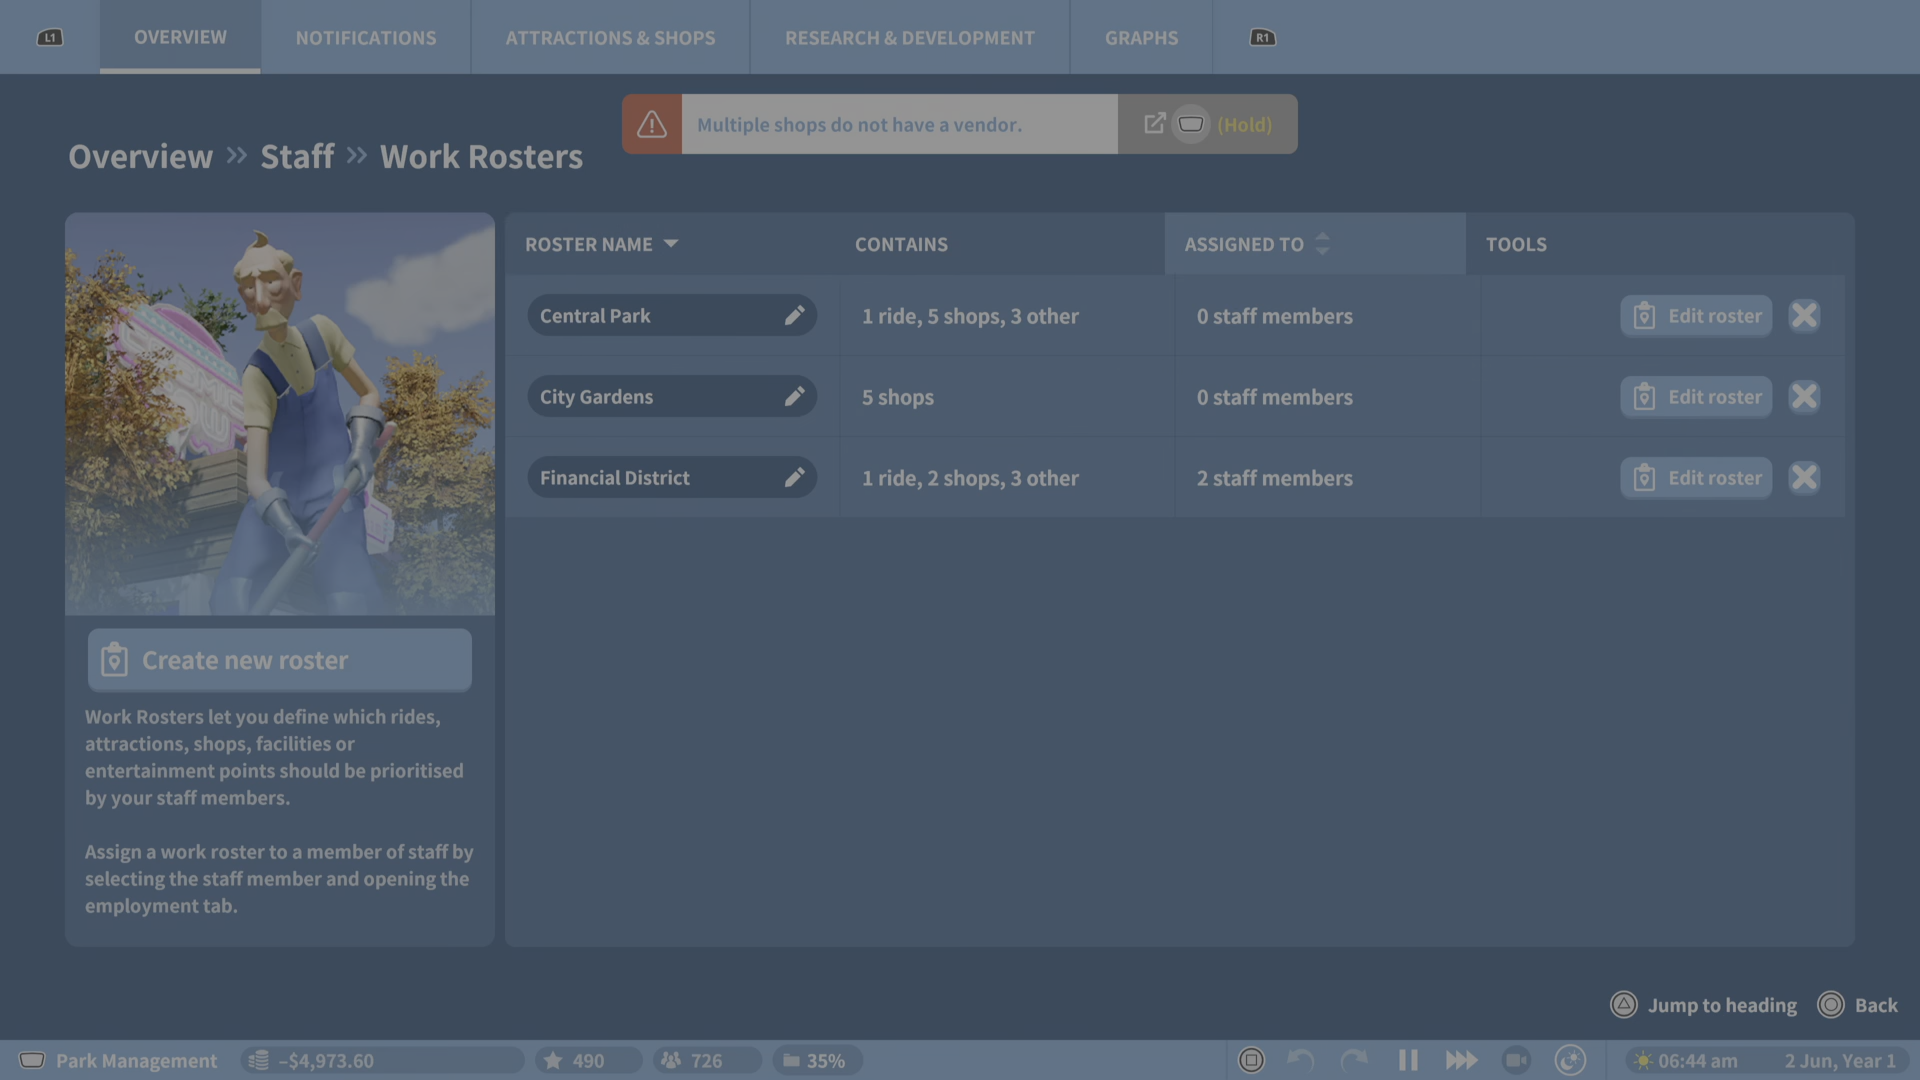 L1
OVERVIEW
NOTIFICATIONS
ATTRACTIONS & SHOPS
RESEARCH & DEVELOPMENT
GRAPHS
R1
Multiple shops do not have a vendor.
(Hold)
Overview » Staff » Work Rosters
ROSTER NAME
CONTAINS
ASSIGNED TO
TOOLS
Central Park
1 ride, 5 shops, 3 other
0 staff members
Edit roster
City Gardens
5 shops
0 staff members
Edit roster
Financial District
1 ride, 2 shops, 3 other
2 staff members
Edit roster
Create new roster
Work Rosters let you define which rides,
attractions, shops, facilities or
entertainment points should be prioritised
by your staff members.
Assign a work roster to a member of staff by
selecting the staff member and opening the
employment tab.
Jump to heading
Back
Park Management
-$4,973.60
490
726
35%
06:44 am
2 Jun, Year 1